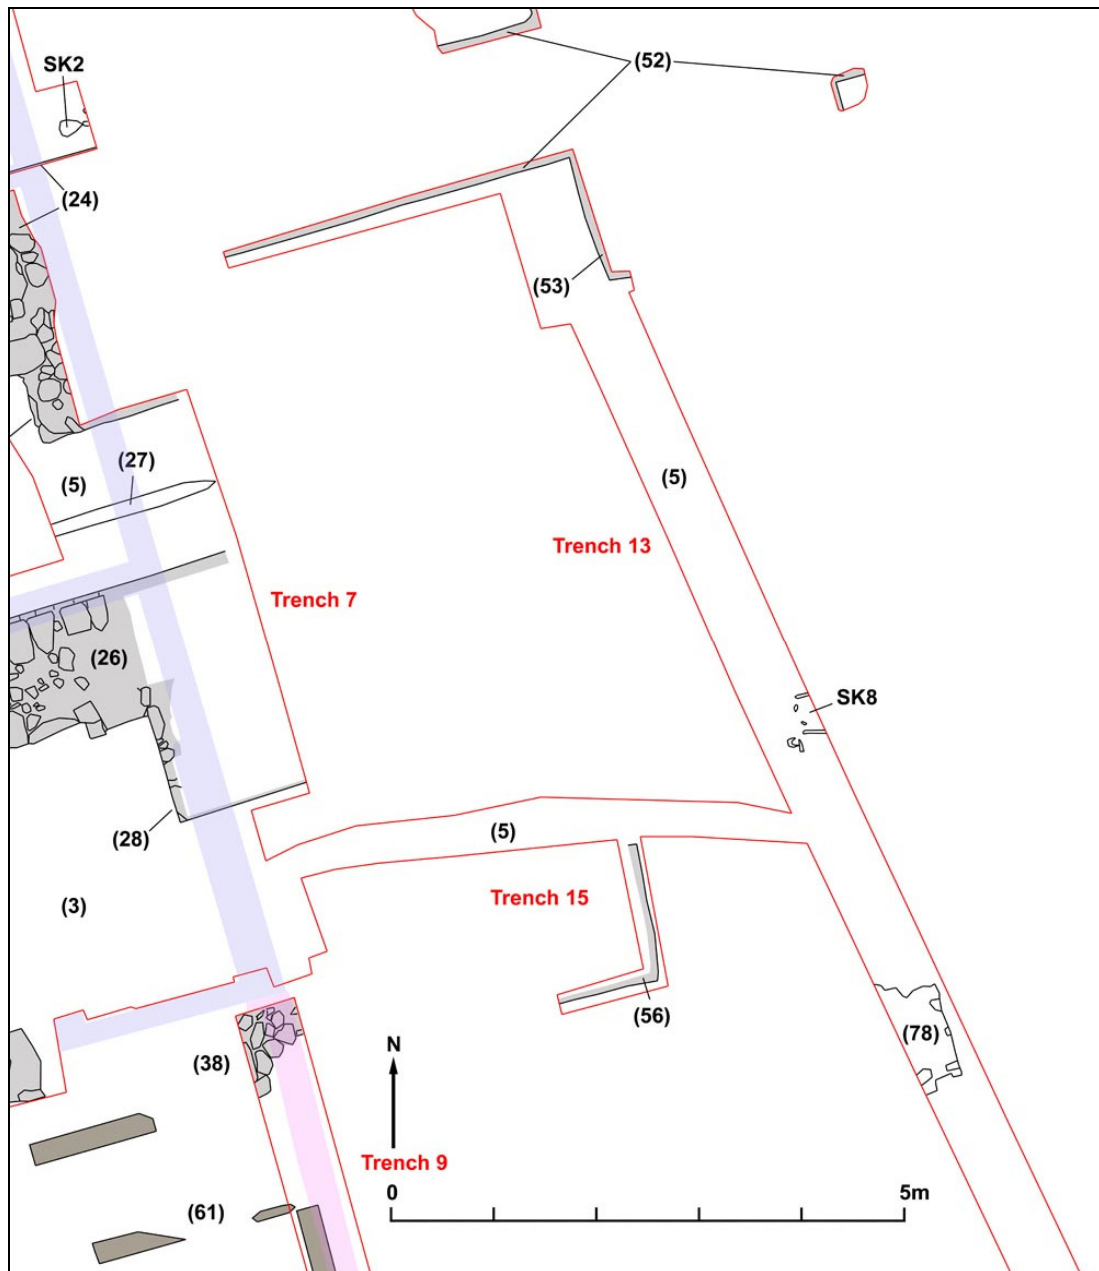 (52)
SK2
(24)
(53)
(27)
(5)
(5)
Trench 13
Trench 7
(26)
SK8
(28)
(5)
Trench 15
(3)
(56)
(78)
(38)
N
Trench 9
0
5m
(61)